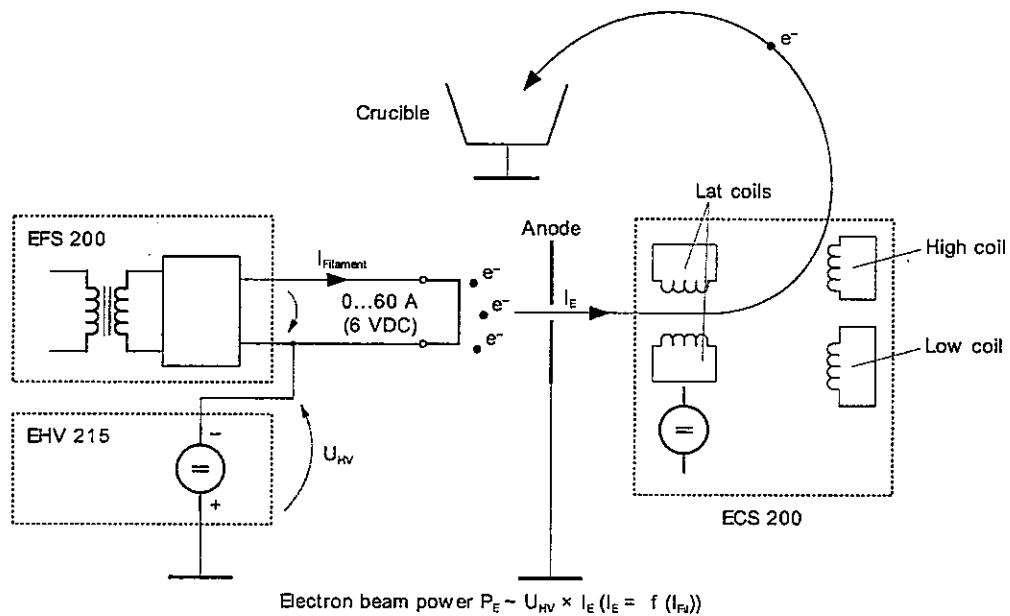 e⁻
Crucible
Lat coils
EFS 200
Anode
High coil
I_Filament
e⁻
0...60 A
(6 VDC)
e⁻
I_E
e⁻
Low coil
EHV 215
−
U_HV
+
ECS 200
Electron beam power P_E ~ U_HV × I_E (I_E = f (I_Fil))